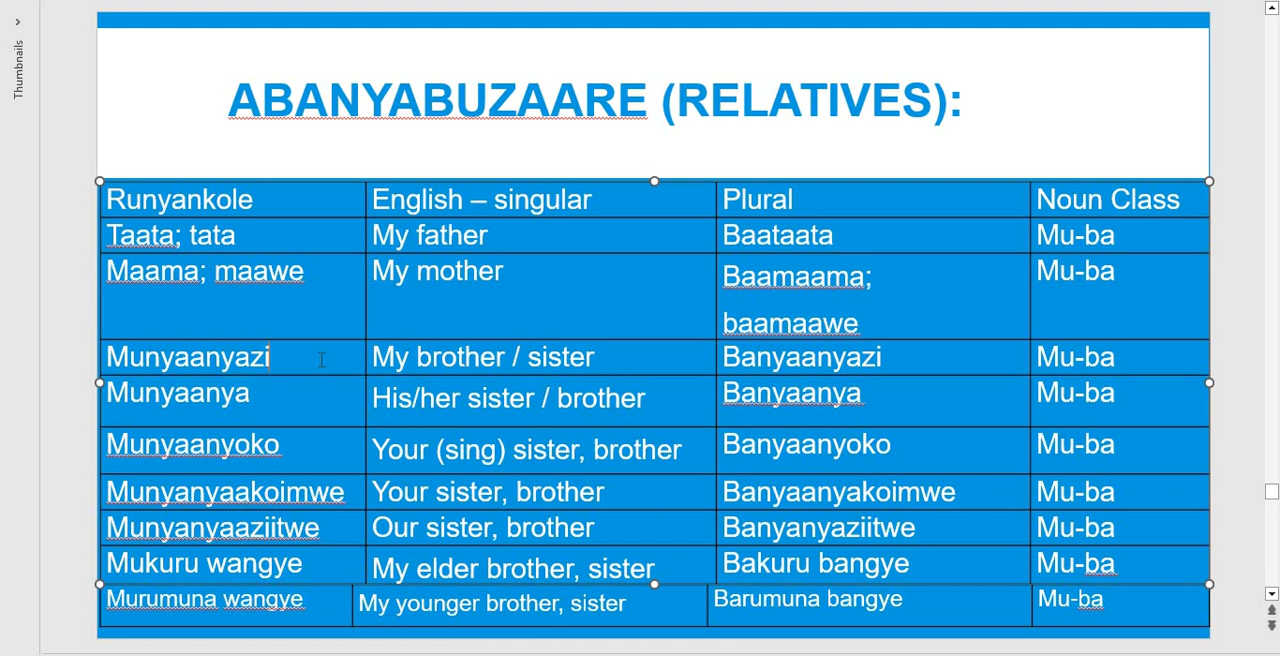 Thumbnails
ABANYABUZAARE (RELATIVES):
Runyankole English – singular Plural Noun Class
Taata; tata My father Baataata Mu-ba
Maama; maawe My mother Baamaama; Mu-ba
baamaawe
Munyaanyazi My brother / sister Banyaanyazi Mu-ba
Munyaanya His/her sister / brother Banyaanya Mu-ba
Munyaanyoko Your (sing) sister, brother Banyaanyoko Mu-ba
Munyanyaakoimwe Your sister, brother Banyaanyakoimwe Mu-ba
Munyanyaaziitwe Our sister, brother Banyanyaziitwe Mu-ba
Mukuru wangye My elder brother, sister Bakuru bangye Mu-ba
Murumuna wangye My younger brother, sister Barumuna bangye Mu-ba